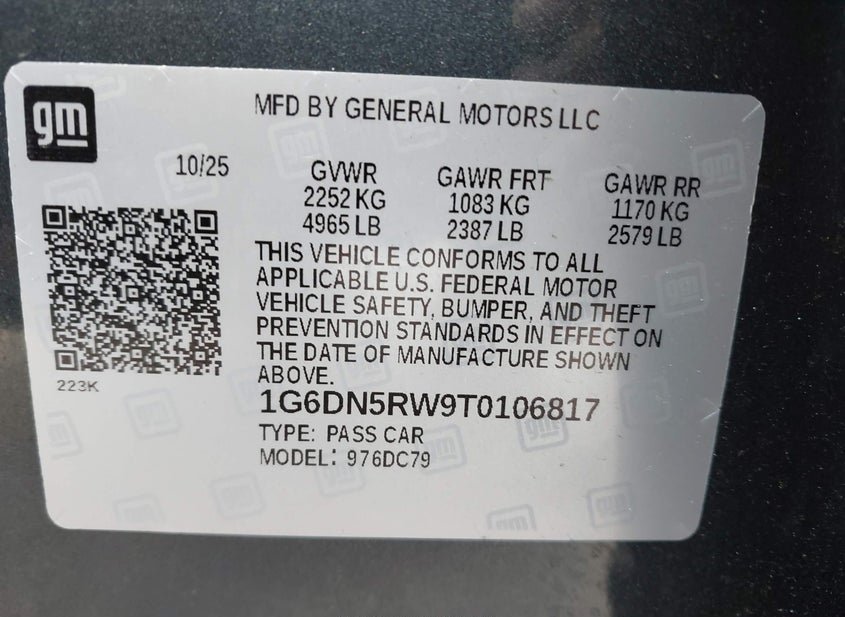 gm
MFD BY GENERAL MOTORS LLC
10/25
GVWR GAWR FRT GAWR RR
2252 KG 1083 KG 1170 KG
4965 LB 2387 LB 2579 LB
THIS VEHICLE CONFORMS TO ALL
APPLICABLE U.S. FEDERAL MOTOR
VEHICLE SAFETY, BUMPER, AND THEFT
PREVENTION STANDARDS IN EFFECT ON
THE DATE OF MANUFACTURE SHOWN
ABOVE.
223K
1G6DN5RW9T0106817
TYPE: PASS CAR
MODEL: 976DC79